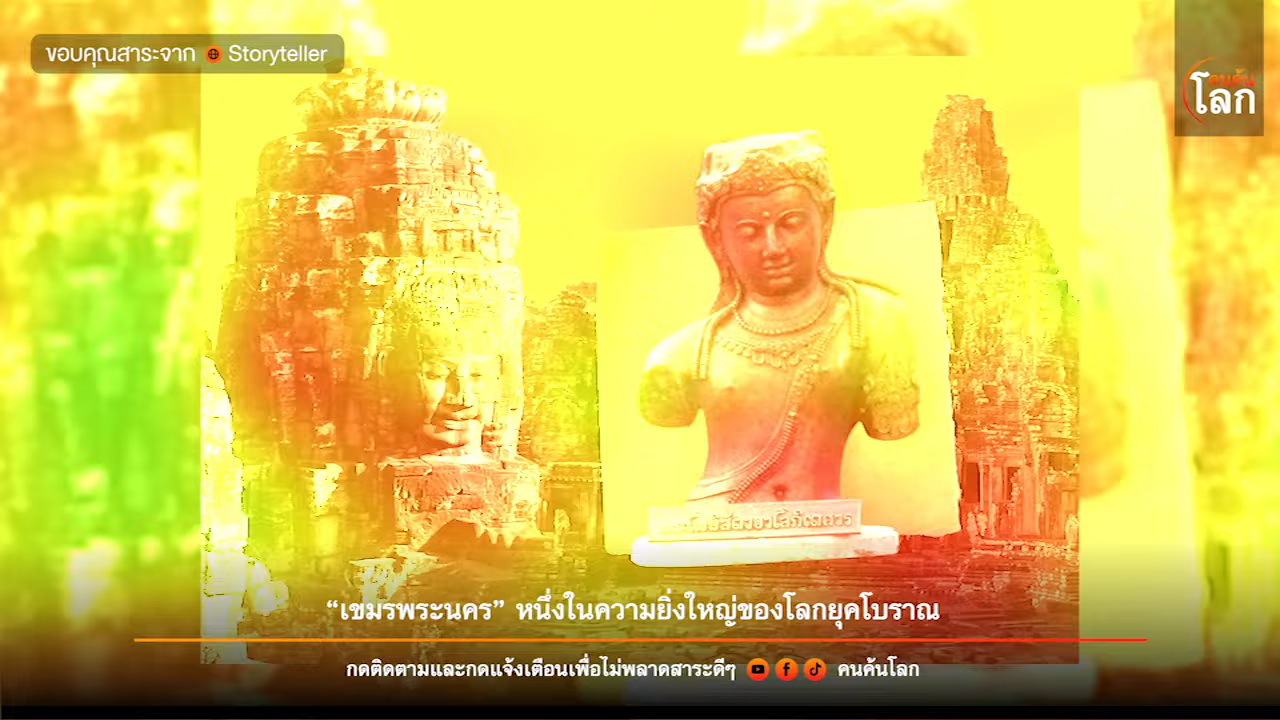 ขอบคุณสาระจาก Storyteller
คนค้น
โลก
“เขมรพระนคร” หนึ่งในความยิ่งใหญ่ของโลกยุคโบราณ
กดติดตามและกดแจ้งเตือนเพื่อไม่พลาดสาระดีๆ คนค้นโลก